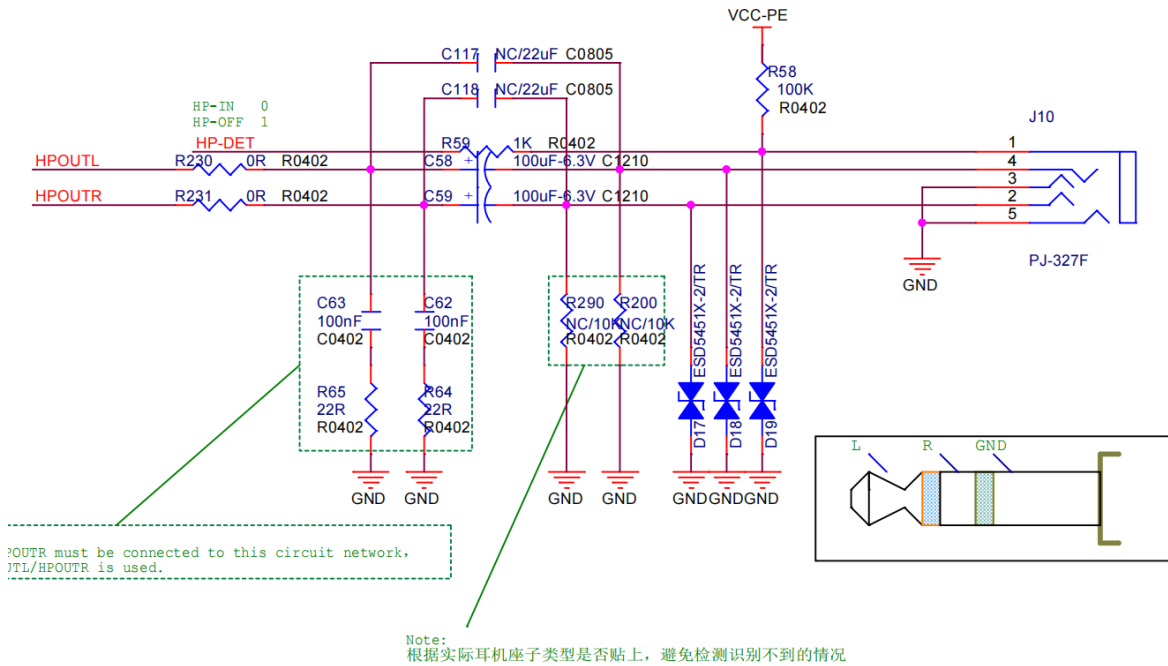 VCC-PE
C117 NC/22uF C0805
R58
100K
R0402
C118 NC/22uF C0805
J10
HP-IN 0
HP-OFF 1
HP-DET
R59 1K R0402
1
HPOUTL
R230 0R R0402
C58 + 100uF-6.3V C1210
4
3
HPOUTR
R231 0R R0402
C59 + 100uF-6.3V C1210
2
5
PJ-327F
GND
C63
100nF
C0402
C62
100nF
C0402
R290
NC/10K
R0402
R200
NC/10K
R0402
ESD5451X-2/TR
ESD5451X-2/TR
ESD5451X-2/TR
R65
22R
R0402
R64
22R
R0402
D17
D18
D19
GND
GND
GND
GND
GND
GND
GND
L R GND
POUTR must be connected to this circuit network,
UTL/HPOUTR is used.
Note:
根据实际耳机座子类型是否贴上，避免检测识别不到的情况